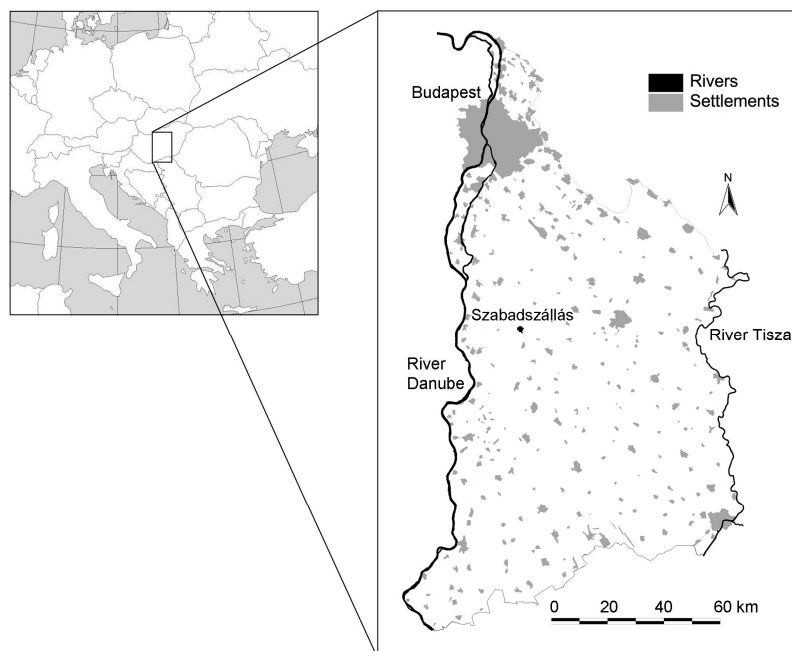 Budapest
Rivers
Settlements
N
Szabadszállás
River Tisza
River
Danube
0 20 40 60 km